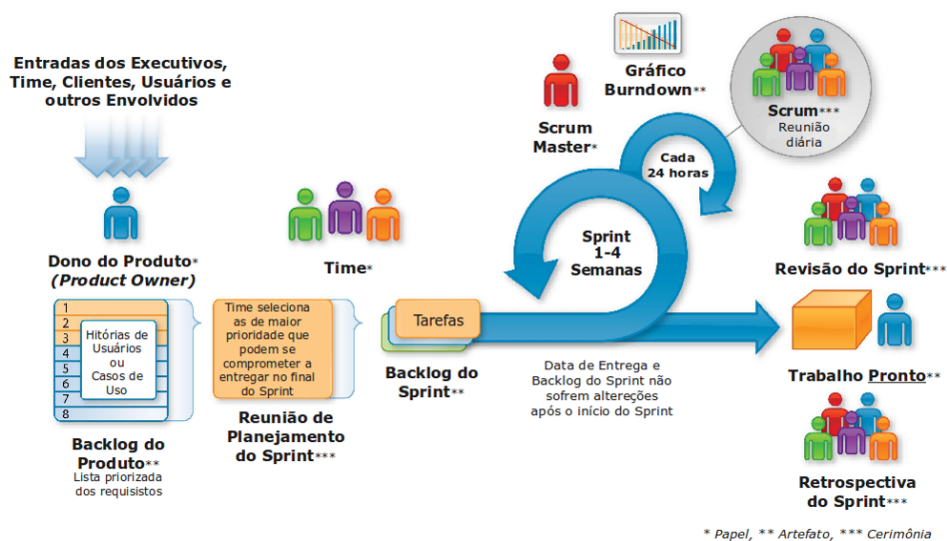 Entradas dos Executivos,
Time, Clientes, Usuários e
outros Envolvidos
Dono do Produto*
(Product Owner)
Time*
Scrum
Master*
Gráfico
Burndown**
Scrum***
Reunião
diária
Cada
24 horas
Sprint
1-4
Semanas
1
2
3
4
5
6
7
8
Hitórias de
Usuários
ou
Casos de
Uso
Backlog do
Produto**
Lista priorizada
dos requisistos
Time seleciona
as de maior
prioridade que
podem se
comprometer a
entregar no final
do Sprint
Reunião de
Planejamento
do Sprint***
Tarefas
Backlog do
Sprint**
Data de Entrega e
Backlog do Sprint não
sofrem altereções
após o início do Sprint
Revisão do Sprint***
Trabalho Pronto**
Retrospectiva
do Sprint***
* Papel, ** Artefato, *** Cerimônia